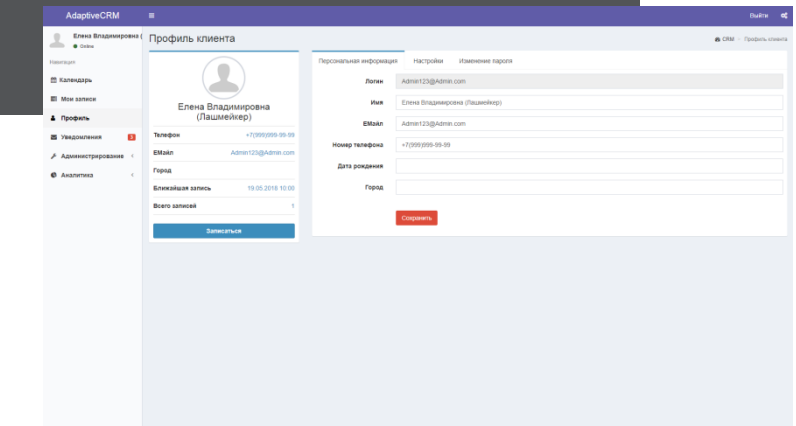 AdaptiveCRM
Выйти
Елена Владимировна (
Online
Навигация
Календарь
Мои записи
Профиль
Уведомления
Администрирование
Аналитика
Профиль клиента
CRM
Профиль клиента
Елена Владимировна
(Лашмейкер)
Телефон +7(999)999-99-99
EМайл Admin123@Admin.com
Город
Ближайшая запись 19.05.2018 10:00
Всего записей 1
Записаться
Персональная информация Настройки Изменение пароля
Логин Admin123@Admin.com
Имя Елена Владимировна (Лашмейкер)
EМайл Admin123@Admin.com
Номер телефона +7(999)999-99-99
Дата рождения
Город
Сохранить